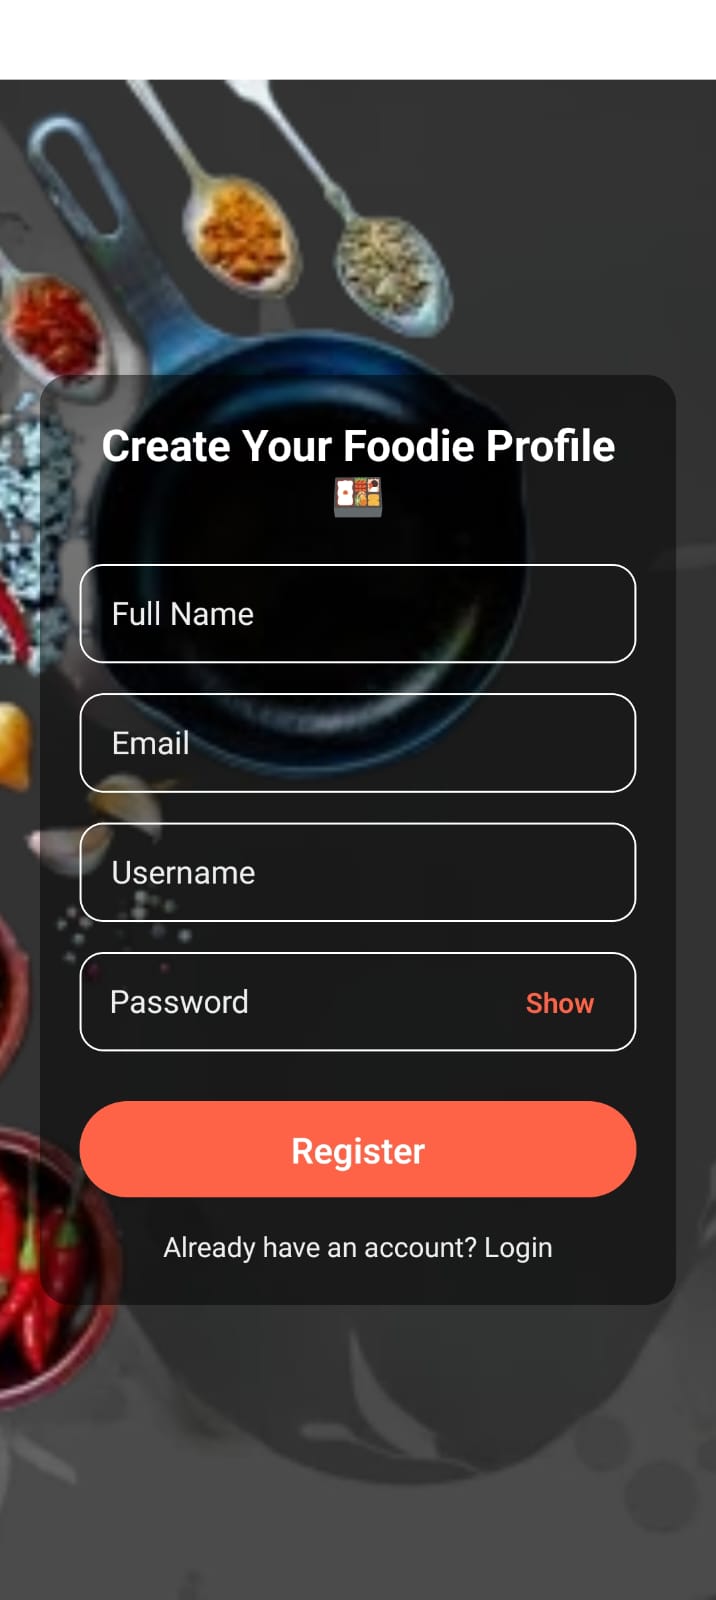 Create Your Foodie Profile
🍱
Full Name
Email
Username
Password Show
Register
Already have an account? Login